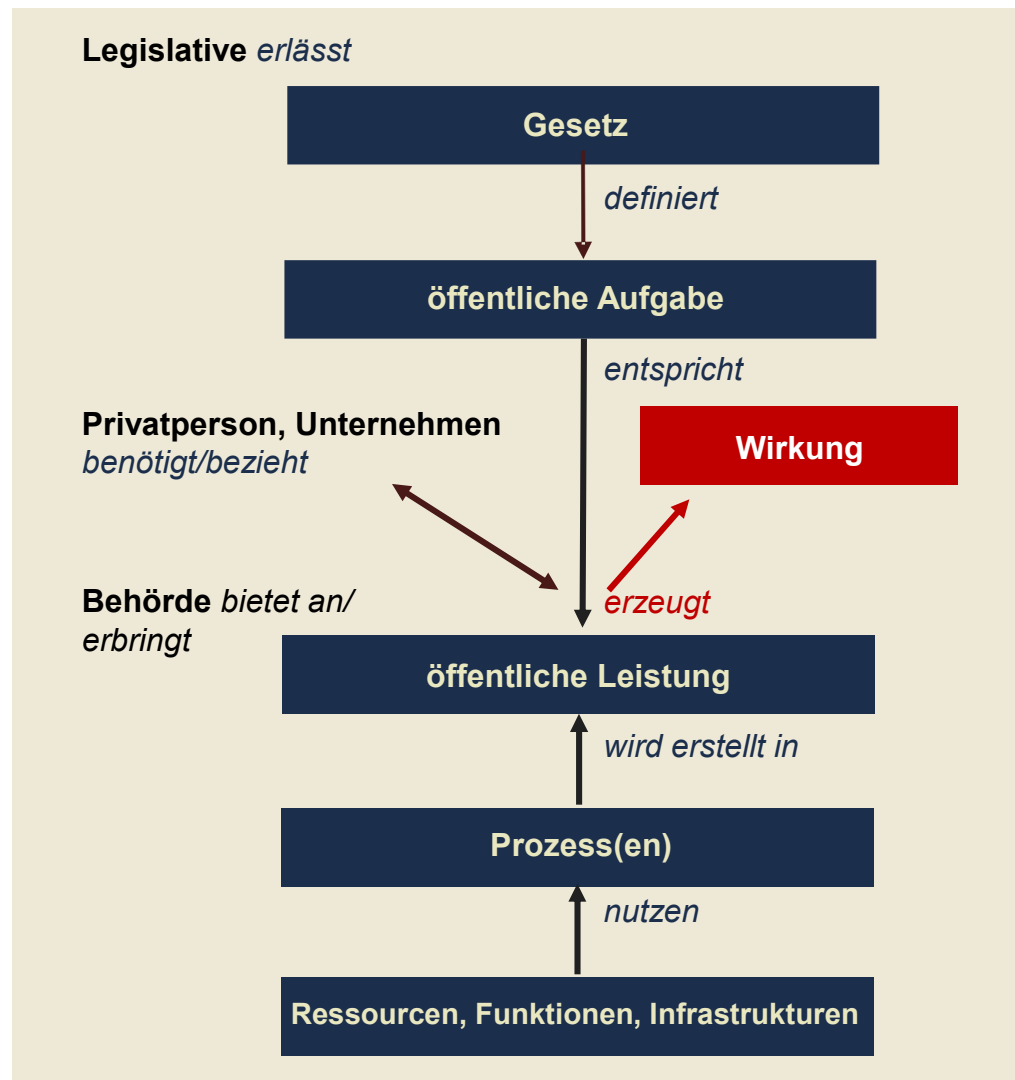 Legislative erlässt
Gesetz
definiert
öffentliche Aufgabe
entspricht
Privatperson, Unternehmen
benötigt/bezieht
Wirkung
Behörde bietet an/
erbringt
erzeugt
öffentliche Leistung
wird erstellt in
Prozess(en)
nutzen
Ressourcen, Funktionen, Infrastrukturen